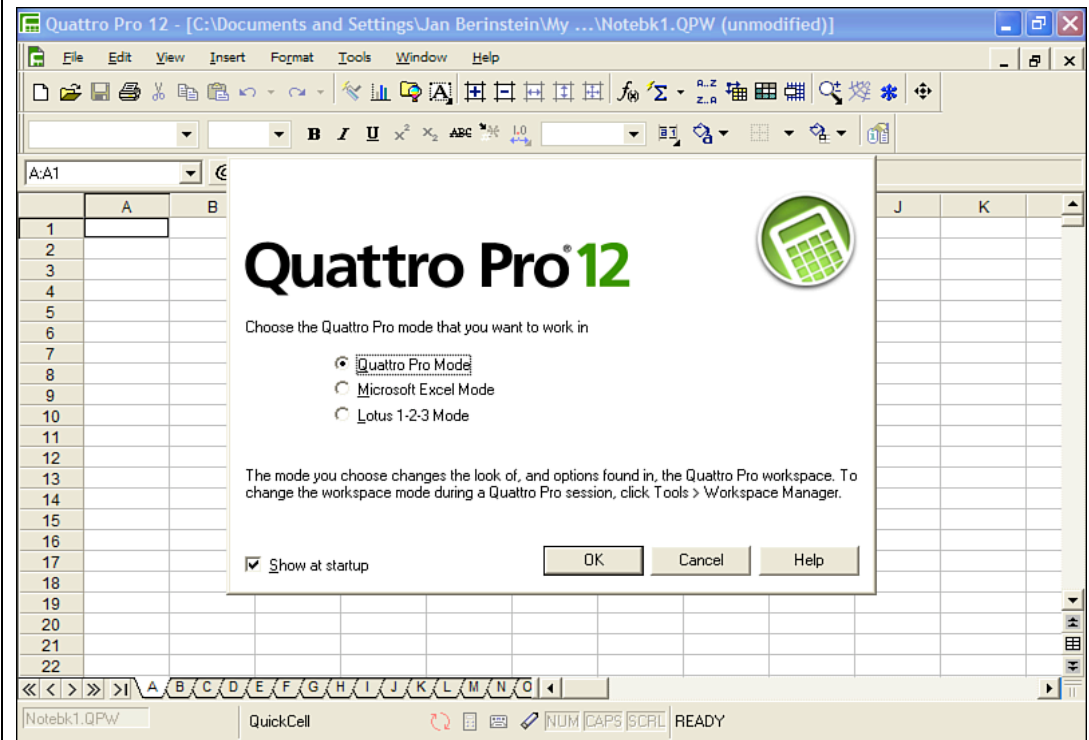 Quattro Pro 12 - [C:\Documents and Settings\Jan Berinstein\My ...\Notebk1.QPW (unmodified)]
File Edit View Insert Format Tools Window Help
A..Z
Z..A
B I U x² X₂ ABC 1.0
A:A1
A B J K
1
2
3
4
5
6
7
8
9
10
11
12
13
14
15
16
17
18
19
20
21
22
Quattro Pro® 12
Choose the Quattro Pro mode that you want to work in
Quattro Pro Mode
Microsoft Excel Mode
Lotus 1-2-3 Mode
The mode you choose changes the look of, and options found in, the Quattro Pro workspace. To
change the workspace mode during a Quattro Pro session, click Tools > Workspace Manager.
Show at startup
OK Cancel Help
A B C D E F G H I J K L M N O
Notebk1.QPW QuickCell NUM CAPS SCRL READY